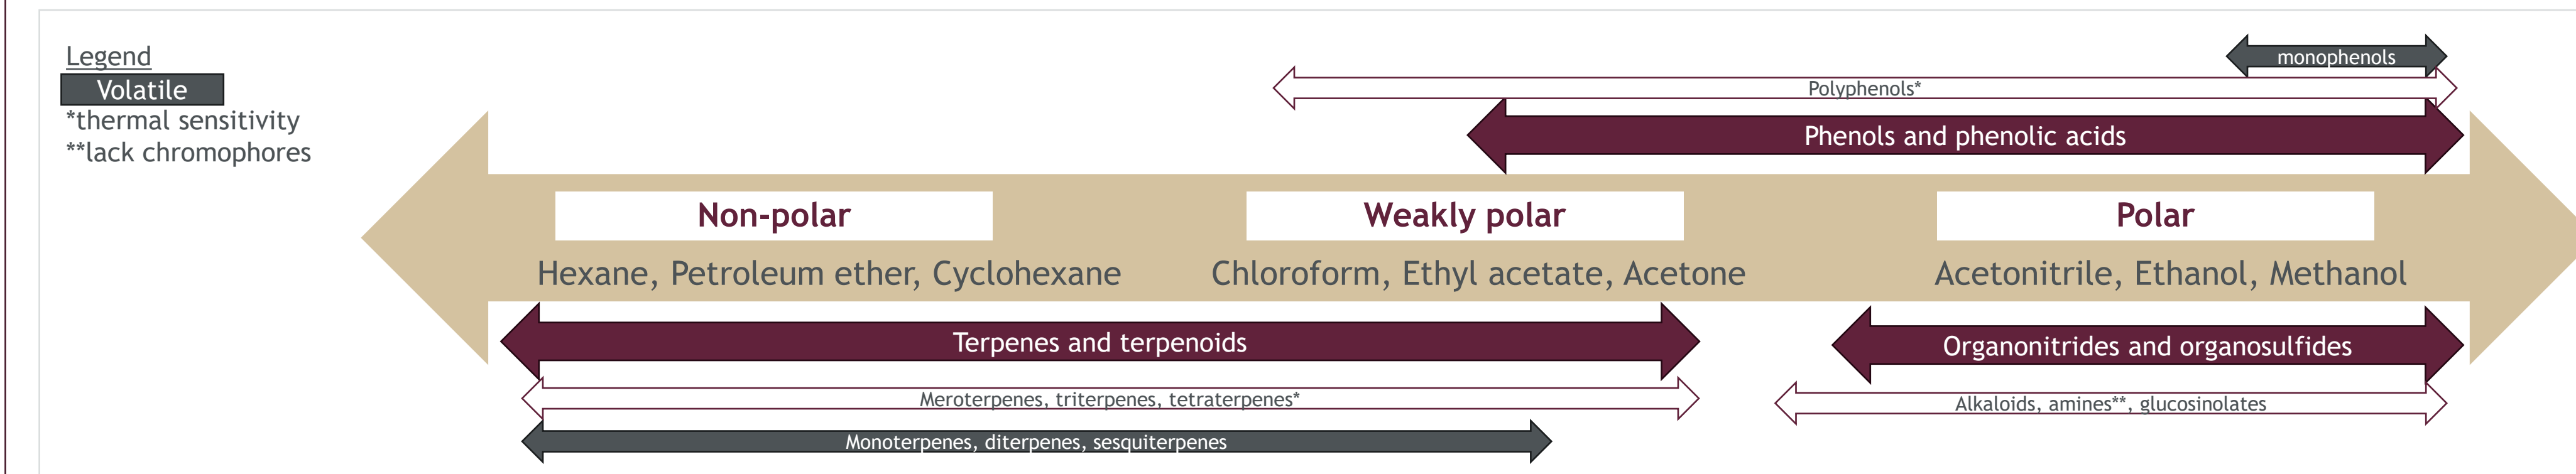 Legend
Volatile
*thermal sensitivity
**lack chromophores
monophenols
Polyphenols*
Phenols and phenolic acids
Non-polar
Weakly polar
Polar
Hexane, Petroleum ether, Cyclohexane
Chloroform, Ethyl acetate, Acetone
Acetonitrile, Ethanol, Methanol
Terpenes and terpenoids
Organonitrides and organosulfides
Meroterpenes, triterpenes, tetraterpenes*
Alkaloids, amines**, glucosinolates
Monoterpenes, diterpenes, sesquiterpenes